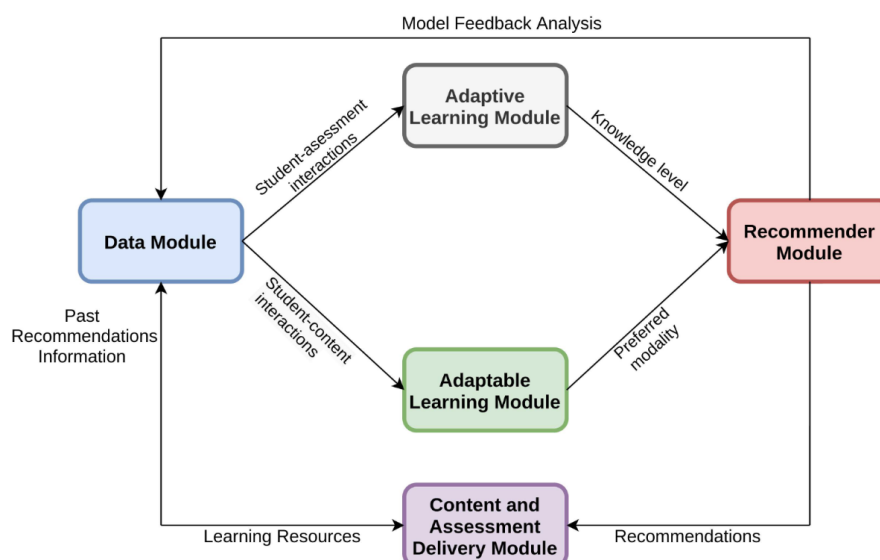 Model Feedback Analysis
Adaptive
Learning Module
Student-asessment
interactions
Knowledge level
Data Module
Recommender
Module
Past
Recommendations
Information
Student-content
interactions
Preferred
modality
Adaptable
Learning Module
Content and
Assessment
Delivery Module
Learning Resources
Recommendations